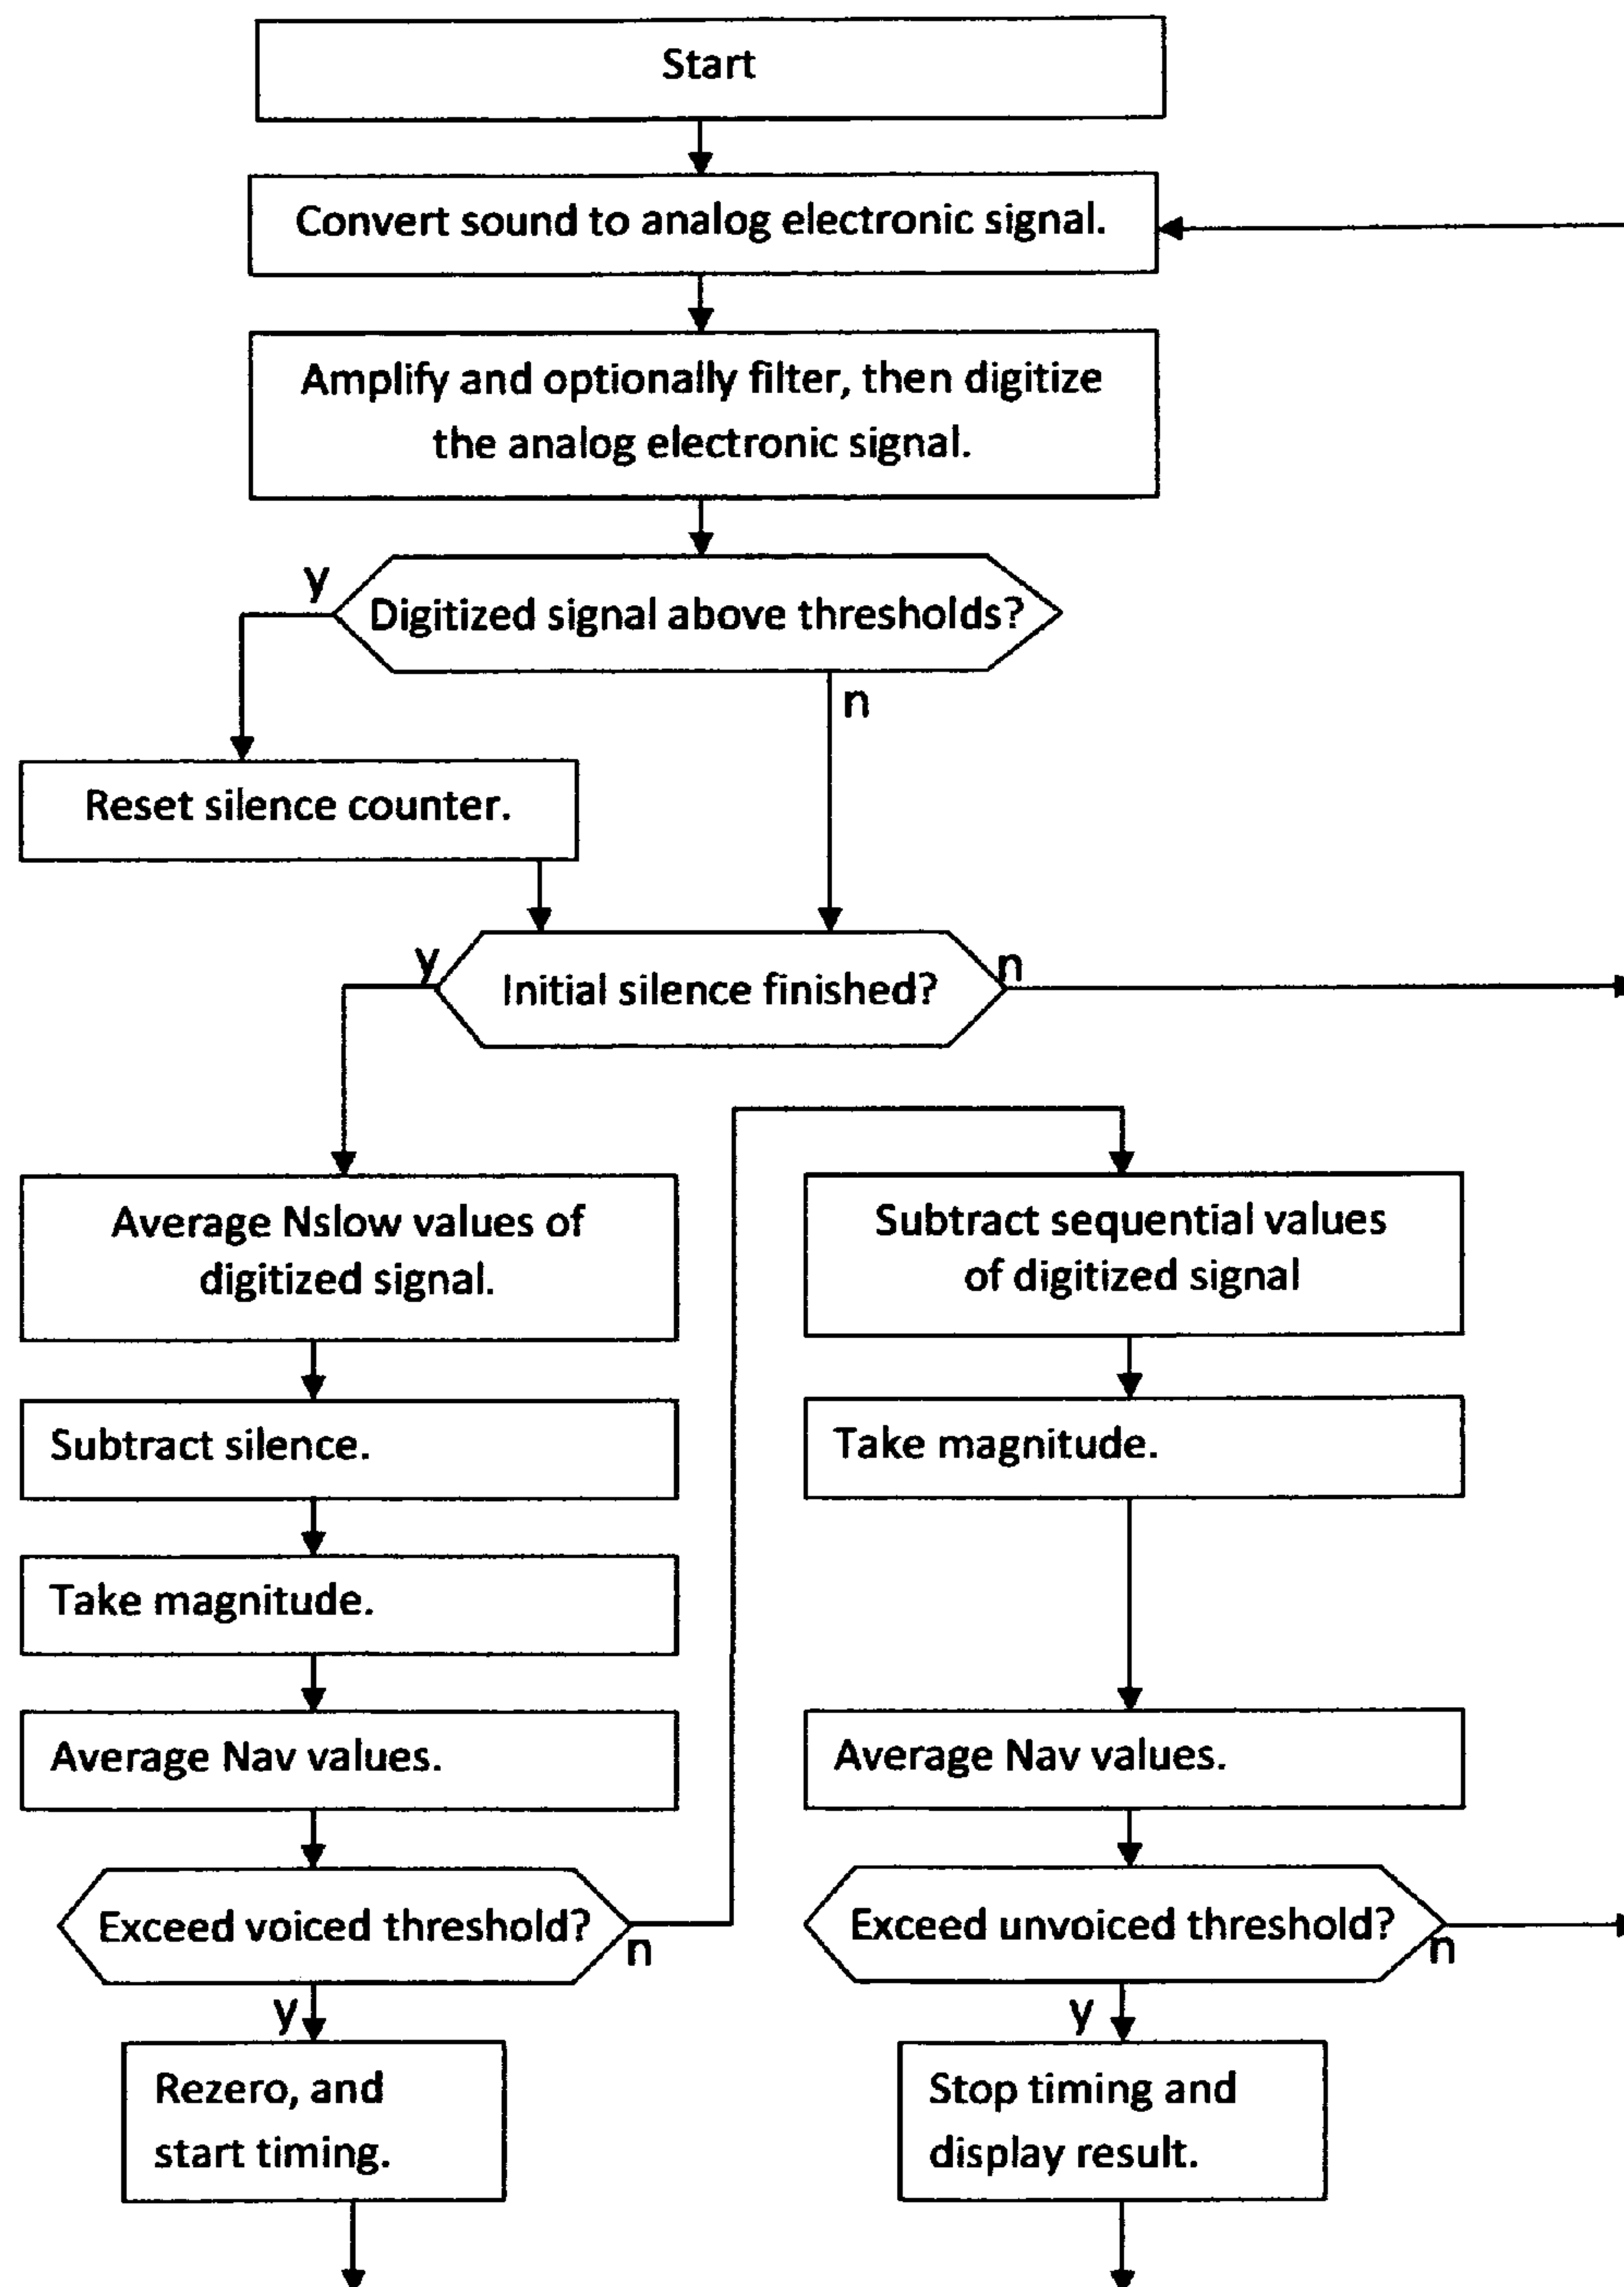 Start
Convert sound to analog electronic signal.
Amplify and optionally filter, then digitize
the analog electronic signal.
y
Digitized signal above thresholds?
n
Reset silence counter.
y
Initial silence finished?
n
Average Nslow values of
digitized signal.
Subtract silence.
Take magnitude.
Average Nav values.
Exceed voiced threshold?
n
y
Rezero, and
start timing.
Subtract sequential values
of digitized signal
Take magnitude.
Average Nav values.
Exceed unvoiced threshold?
n
y
Stop timing and
display result.